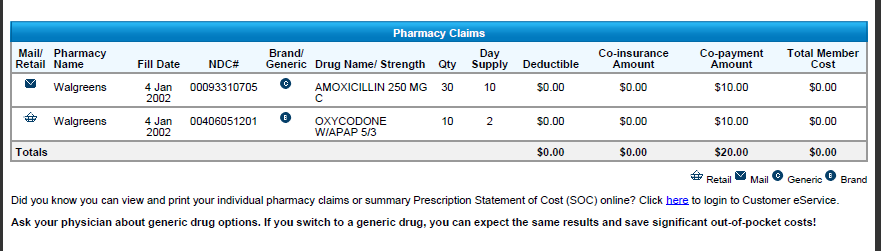 Pharmacy Claims
Mail/ Pharmacy Brand/ Day Co-insurance Co-payment Total Member
Retail Name Fill Date NDC# Generic Drug Name/ Strength Qty Supply Deductible Amount Amount Cost
Walgreens 4 Jan 00093310705 G AMOXICILLIN 250 MG 30 10 $0.00 $0.00 $10.00 $0.00
2002 C
Walgreens 4 Jan 00406051201 B OXYCODONE 10 2 $0.00 $0.00 $10.00 $0.00
2002 W/APAP 5/3
Totals $0.00 $0.00 $20.00 $0.00
Retail Mail G Generic B Brand
Did you know you can view and print your individual pharmacy claims or summary Prescription Statement of Cost (SOC) online? Click here to login to Customer eService.
Ask your physician about generic drug options. If you switch to a generic drug, you can expect the same results and save significant out-of-pocket costs!